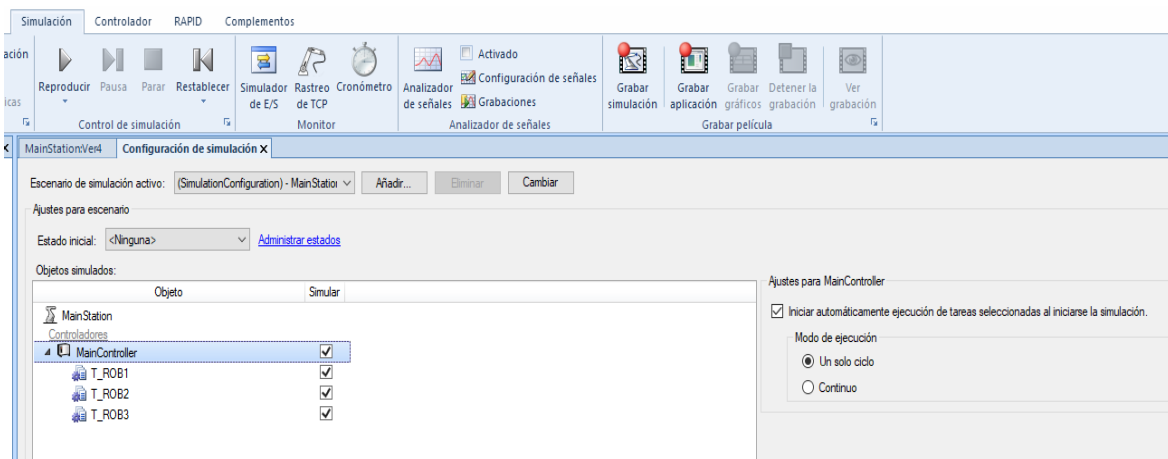 Simulación Controlador RAPID Complementos
ación
icas
Reproducir Pausa Parar Restablecer
Control de simulación
Simulador de E/S
Rastreo de TCP
Cronómetro
Monitor
Analizador de señales
Activado
Configuración de señales
Grabaciones
Analizador de señales
Grabar simulación
Grabar aplicación
Grabar gráficos
Detener la grabación
Ver grabación
Grabar película
X MainStation:Ver4 Configuración de simulación X
Escenario de simulación activo: (SimulationConfiguration) - MainStation Añadir... Eliminar Cambiar
Ajustes para escenario
Estado inicial: <Ninguna> Administrar estados
Objetos simulados:
Objeto Simular
MainStation
Controladores
MainController
T_ROB1
T_ROB2
T_ROB3
Ajustes para MainController
Iniciar automáticamente ejecución de tareas seleccionadas al iniciarse la simulación.
Modo de ejecución
Un solo ciclo
Continuo